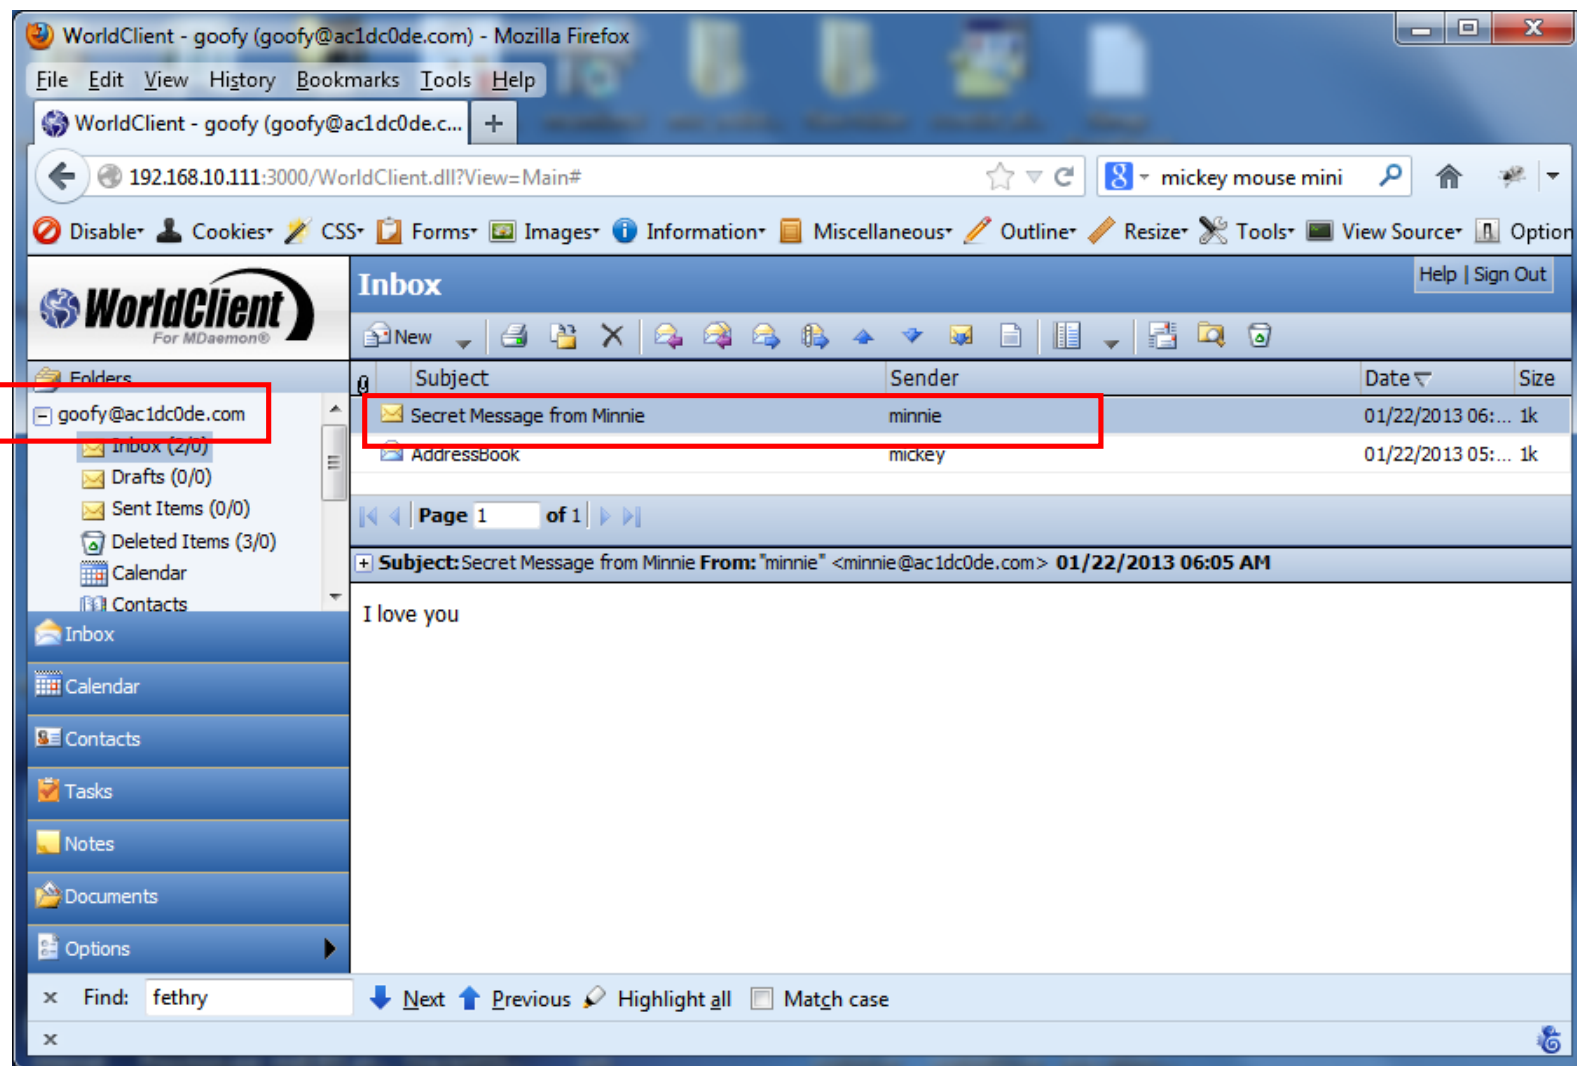 WorldClient - goofy (goofy@ac1dc0de.com) - Mozilla Firefox
File Edit View History Bookmarks Tools Help
WorldClient - goofy (goofy@ac1dc0de.c... +
192.168.10.111:3000/WorldClient.dll?View=Main# 8 mickey mouse mini
Disable Cookies CSS Forms Images Information Miscellaneous Outline Resize Tools View Source Option
WorldClient
For MDaemon®
Inbox Help | Sign Out
New
Folders Subject Sender Date Size
goofy@ac1dc0de.com Secret Message from Minnie minnie 01/22/2013 06:... 1k
Inbox (2/0) AddressBook mickey 01/22/2013 05:... 1k
Drafts (0/0)
Sent Items (0/0) Page 1 of 1
Deleted Items (3/0)
Subject: Secret Message from Minnie From: "minnie" <minnie@ac1dc0de.com> 01/22/2013 06:05 AM
Calendar
Contacts
I love you
Inbox
Calendar
Contacts
Tasks
Notes
Documents
Options
x Find: fethry Next Previous Highlight all Match case
x